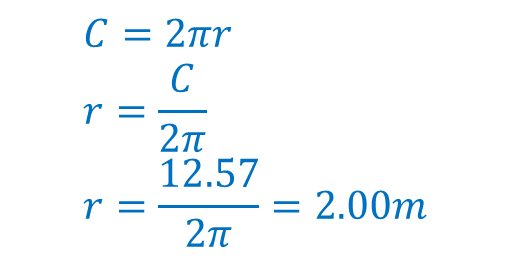 C = 2πr
r = C/2π
r = 12.57/2π = 2.00m